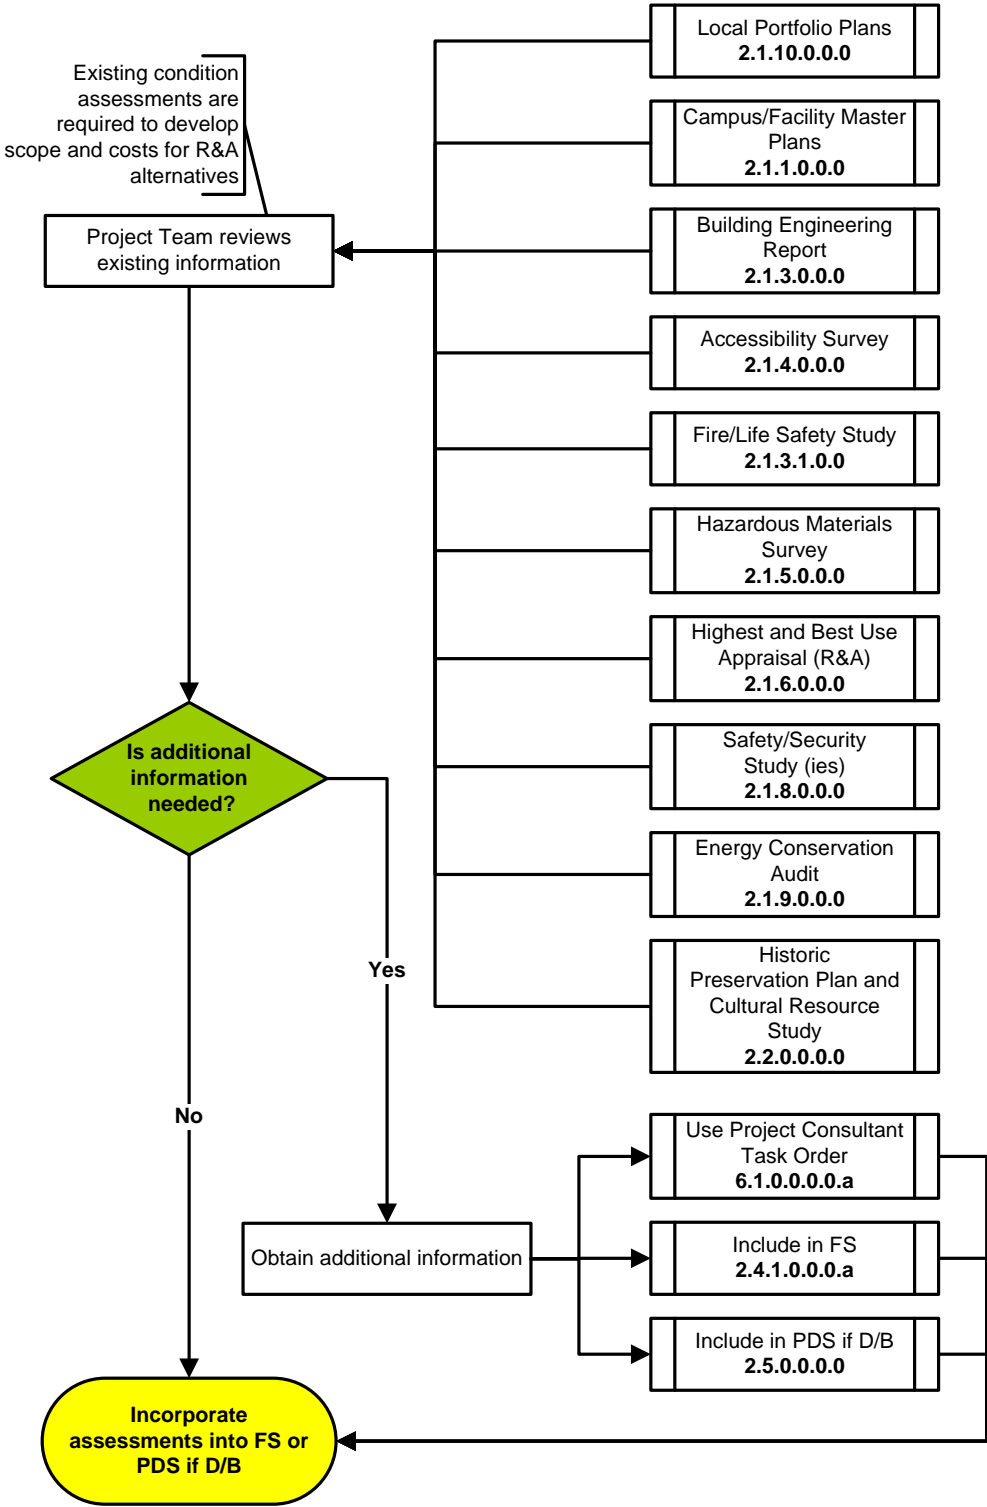 Existing condition
assessments are
required to develop
scope and costs for R&A
alternatives
Project Team reviews
existing information
Local Portfolio Plans
2.1.10.0.0.0
Campus/Facility Master
Plans
2.1.1.0.0.0
Building Engineering
Report
2.1.3.0.0.0
Accessibility Survey
2.1.4.0.0.0
Fire/Life Safety Study
2.1.3.1.0.0
Hazardous Materials
Survey
2.1.5.0.0.0
Highest and Best Use
Appraisal (R&A)
2.1.6.0.0.0
Safety/Security
Study (ies)
2.1.8.0.0.0
Energy Conservation
Audit
2.1.9.0.0.0
Historic
Preservation Plan and
Cultural Resource
Study
2.2.0.0.0.0
Is additional
information
needed?
Yes
No
Obtain additional information
Use Project Consultant
Task Order
6.1.0.0.0.0.a
Include in FS
2.4.1.0.0.0.a
Include in PDS if D/B
2.5.0.0.0.0
Incorporate
assessments into FS or
PDS if D/B